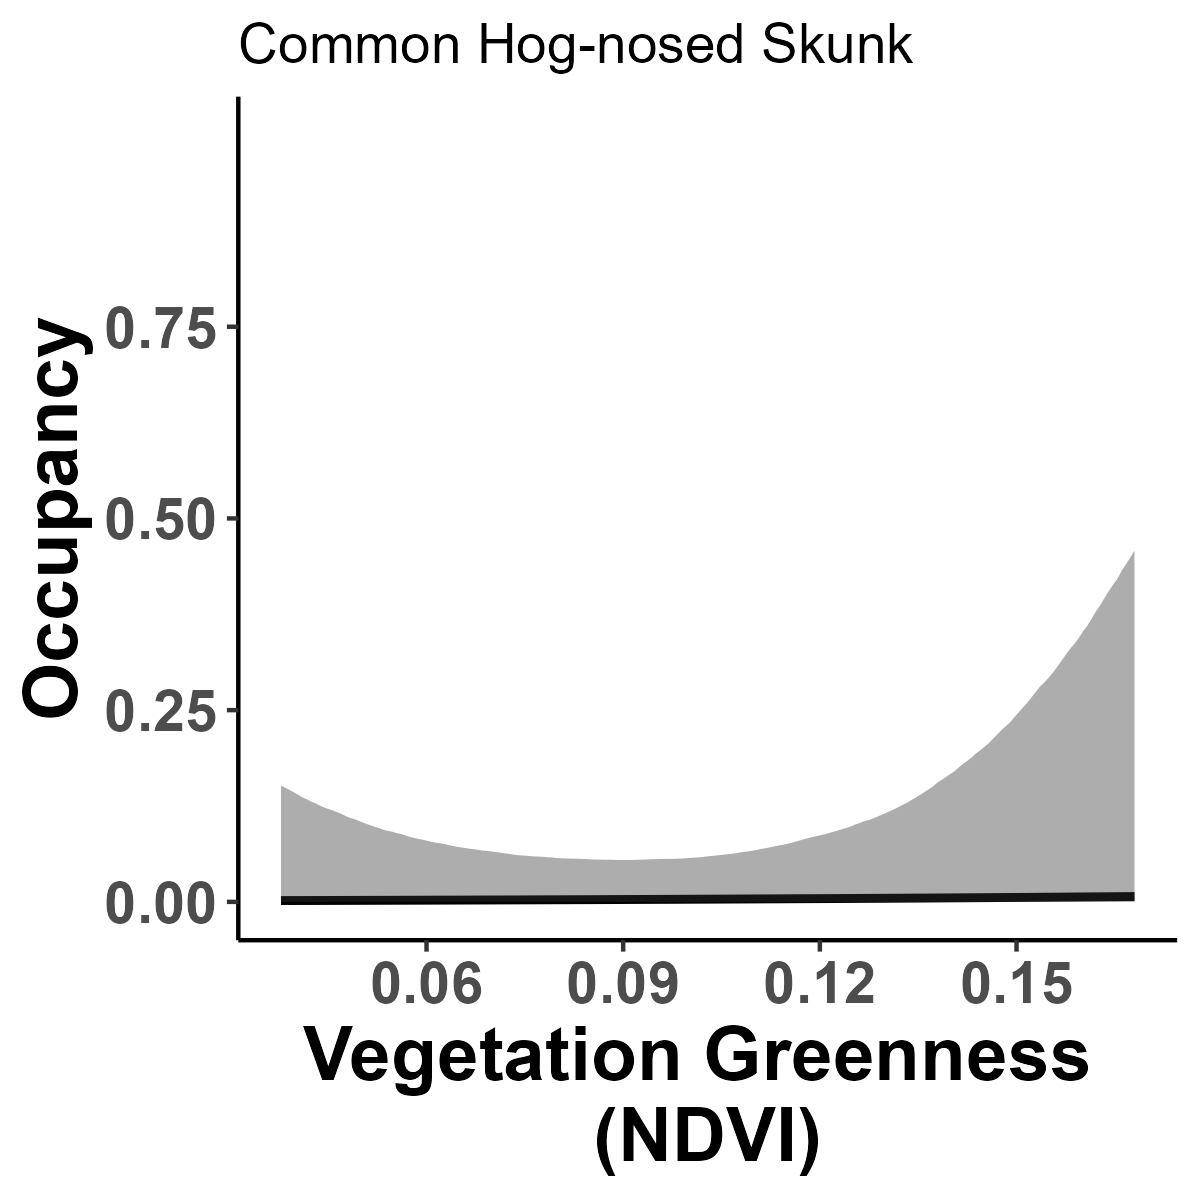 Common Hog-nosed Skunk
Occupancy
0.75
0.50
0.25
0.00
0.06 0.09 0.12 0.15
Vegetation Greenness
(NDVI)